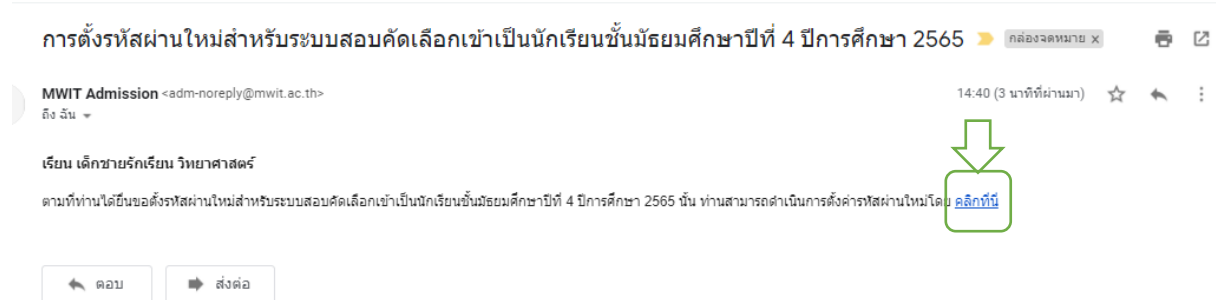 การตั้งรหัสผ่านใหม่สำหรับระบบสอบคัดเลือกเข้าเป็นนักเรียนชั้นมัธยมศึกษาปีที่ 4 ปีการศึกษา 2565 กล่องจดหมาย x
MWIT Admission <adm-noreply@mwit.ac.th> 14:40 (3 นาทีที่ผ่านมา)
ถึง ฉัน
เรียน เด็กชายรักเรียน วิทยาศาสตร์
ตามที่ท่านได้ยื่นขอตั้งรหัสผ่านใหม่สำหรับระบบสอบคัดเลือกเข้าเป็นนักเรียนชั้นมัธยมศึกษาปีที่ 4 ปีการศึกษา 2565 นั้น ท่านสามารถดำเนินการตั้งค่ารหัสผ่านใหม่โดย คลิกที่นี่
ตอบ ส่งต่อ